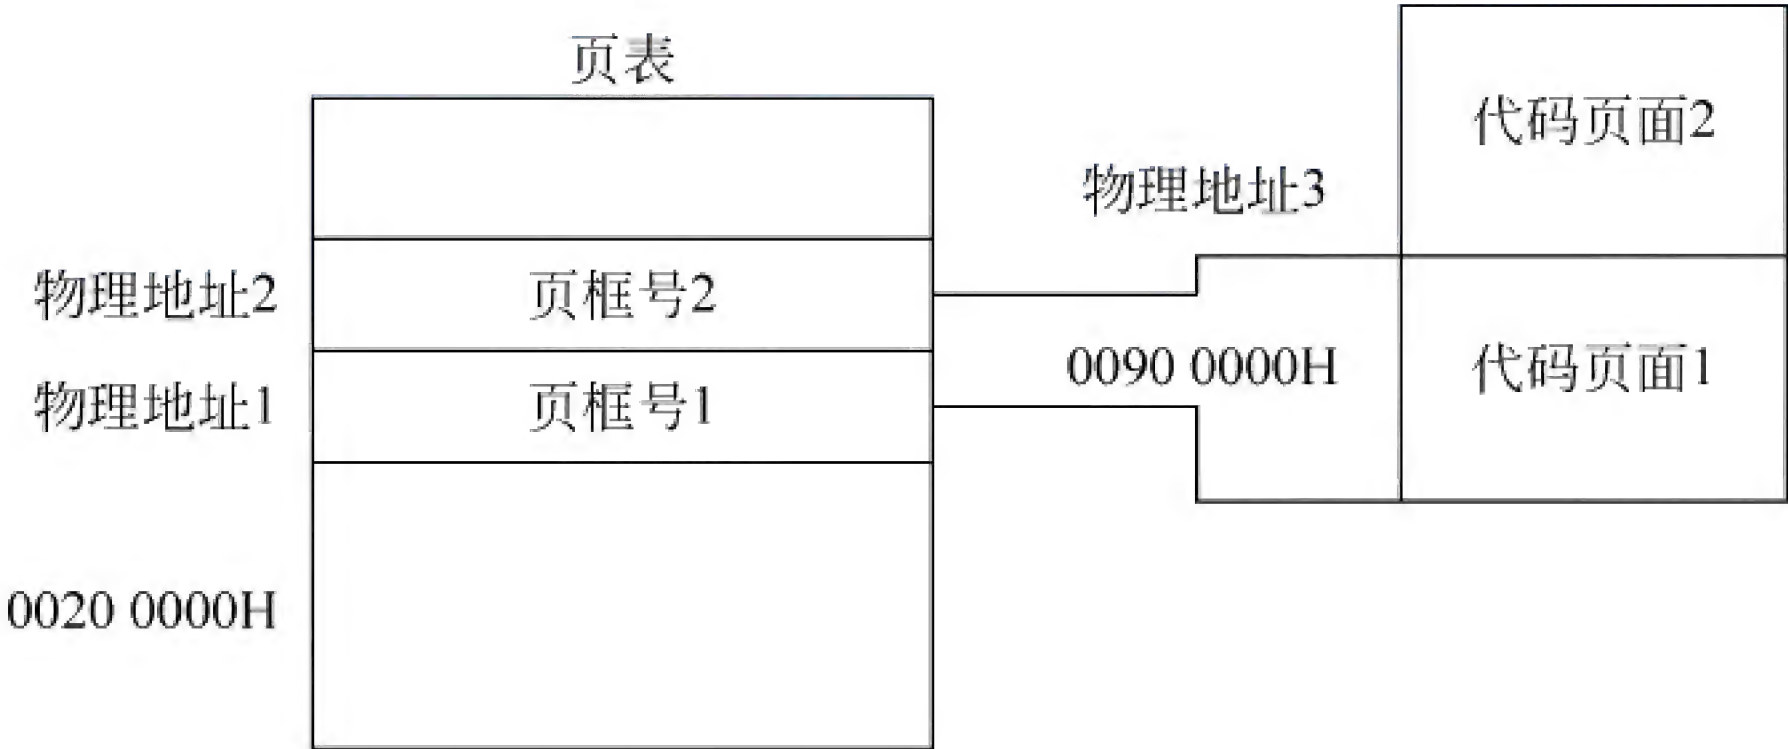 页表
代码页面2
物理地址3
物理地址2
页框号2
0090 0000H
代码页面1
物理地址1
页框号1
0020 0000H